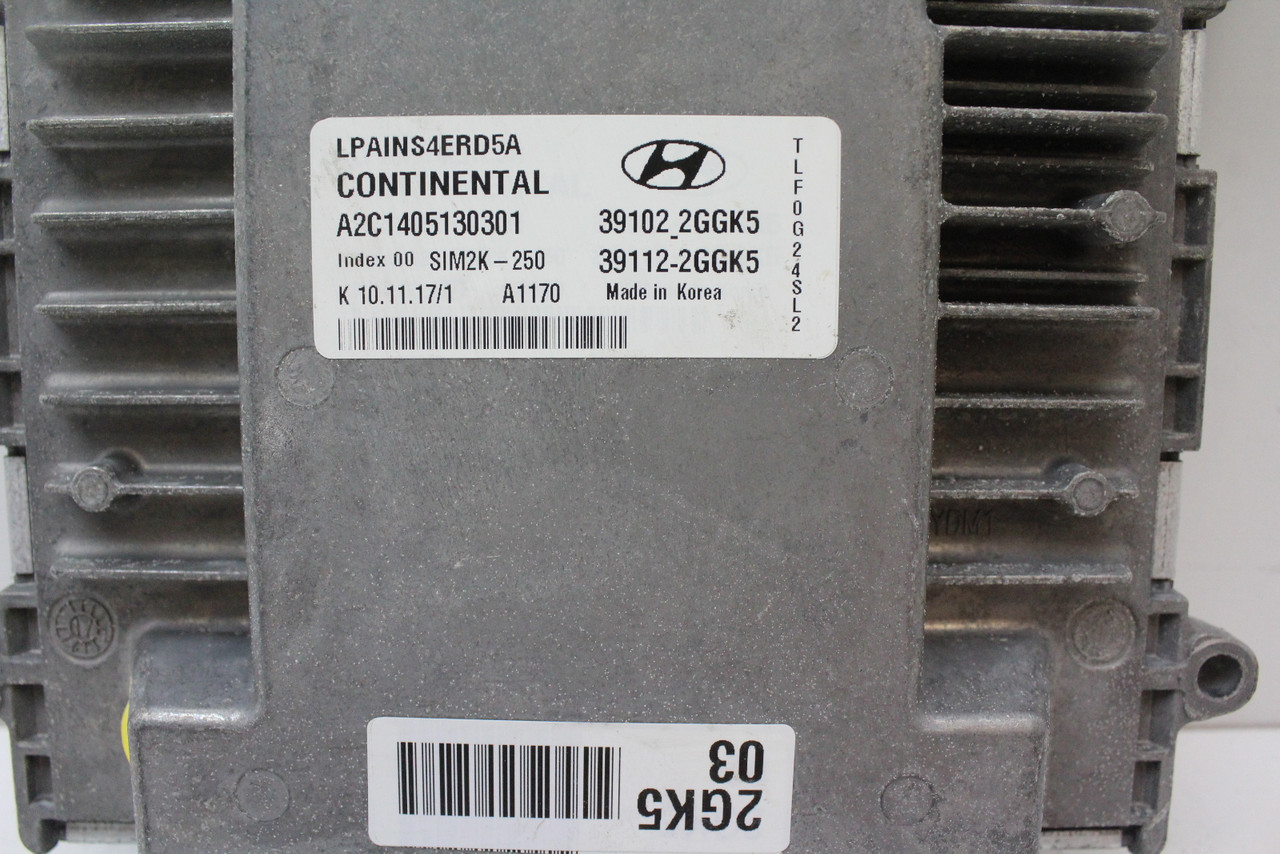 LPAINS4ERD5A
CONTINENTAL
A2C1405130301
39102_2GGK5
Index 00 SIM2K-250
39112-2GGK5
K 10.11.17/1 A1170
Made in Korea
TLF0G24SL2
YDM1
2GK5
03